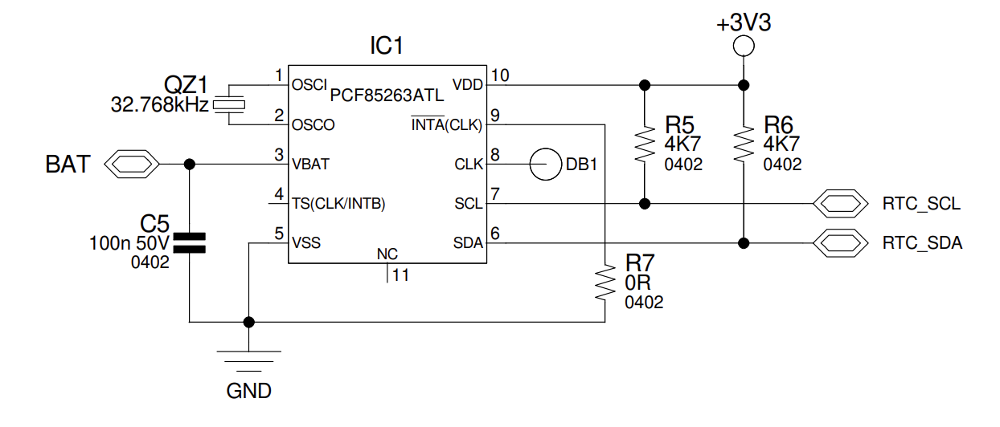 +3V3
IC1
1
OSCI
VDD
10
QZ1
32.768kHz
PCF85263ATL
2
OSCO
INTA(CLK)
9
R5
4K7
0402
R6
4K7
0402
BAT
3
VBAT
CLK
8
DB1
4
TS(CLK/INTB)
SCL
7
RTC_SCL
C5
100n 50V
0402
5
VSS
SDA
6
RTC_SDA
NC
11
R7
0R
0402
GND